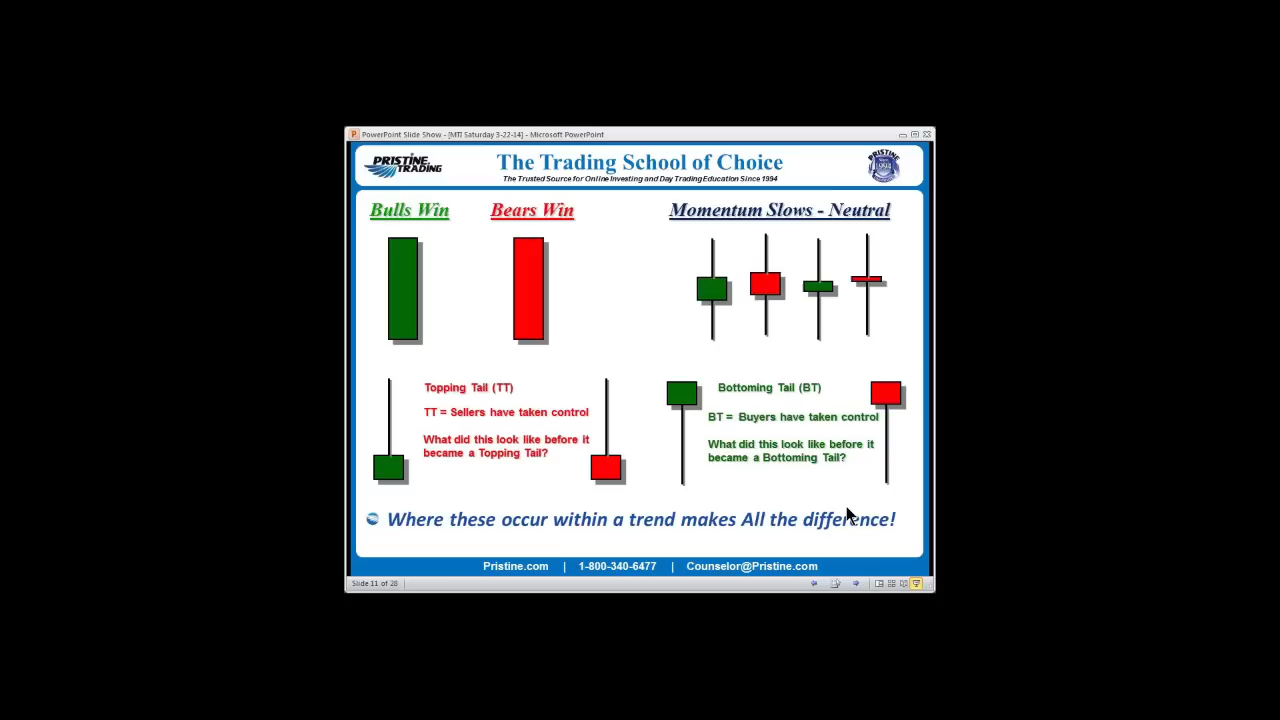 PowerPoint Slide Show - [MTI Saturday 3-22-14] - Microsoft PowerPoint
PRISTINE TRADING
The Trading School of Choice
The Trusted Source for Online Investing and Day Trading Education Since 1994
PRISTINE
Bulls Win
Bears Win
Momentum Slows - Neutral
Topping Tail (TT)
TT = Sellers have taken control
What did this look like before it
became a Topping Tail?
Bottoming Tail (BT)
BT = Buyers have taken control
What did this look like before it
became a Bottoming Tail?
Where these occur within a trend makes All the difference!
Pristine.com | 1-800-340-6477 | Counselor@Pristine.com
Slide 11 of 28